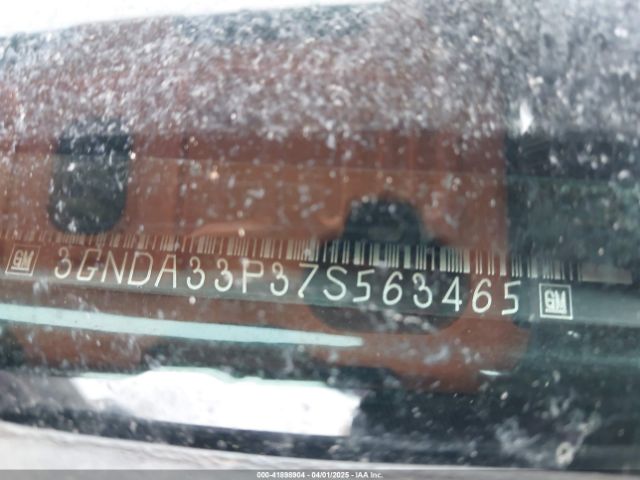 GM 3GNDA33P37S563465 GM
000-41898904 - 04/01/2025 - IAA Inc.